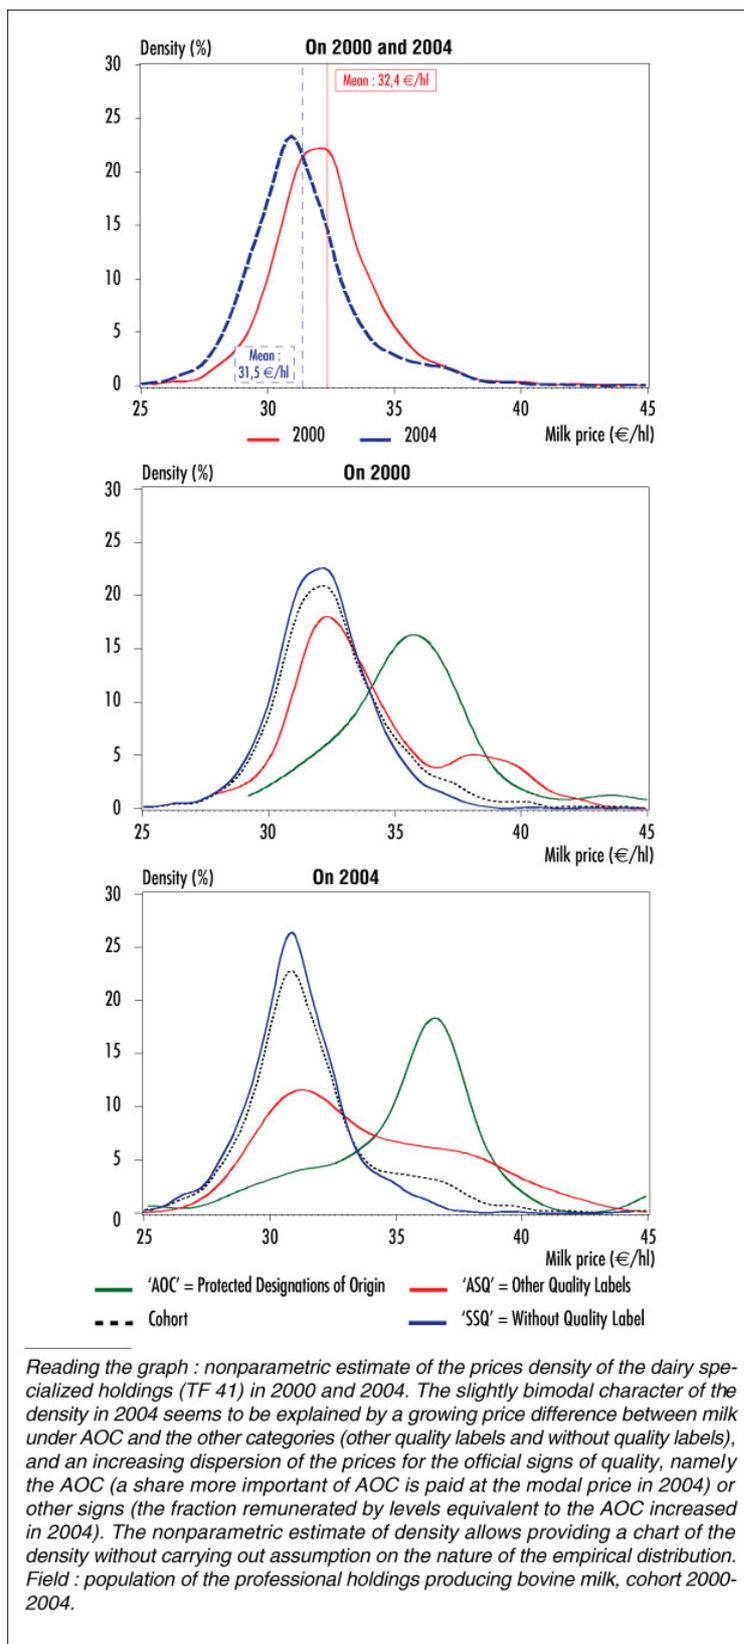 Density (%)
On 2000 and 2004
30
Mean : 32,4 €/hl
25
20
15
10
5
Mean :
31,5 €/hl
0
25
30
35
40
45
2000
2004
Milk price (€/hl)
Density (%)
On 2000
30
25
20
15
10
5
0
25
30
35
40
45
Milk price (€/hl)
Density (%)
On 2004
30
25
20
15
10
5
0
25
30
35
40
45
Milk price (€/hl)
'AOC' = Protected Designations of Origin
'ASQ' = Other Quality Labels
Cohort
'SSQ' = Without Quality Label
Reading the graph : nonparametric estimate of the prices density of the dairy spe-
cialized holdings (TF 41) in 2000 and 2004. The slightly bimodal character of the
density in 2004 seems to be explained by a growing price difference between milk
under AOC and the other categories (other quality labels and without quality labels),
and an increasing dispersion of the prices for the official signs of quality, namely
the AOC (a share more important of AOC is paid at the modal price in 2004) or
other signs (the fraction remunerated by levels equivalent to the AOC increased
in 2004). The nonparametric estimate of density allows providing a chart of the
density without carrying out assumption on the nature of the empirical distribution.
Field : population of the professional holdings producing bovine milk, cohort 2000-
2004.